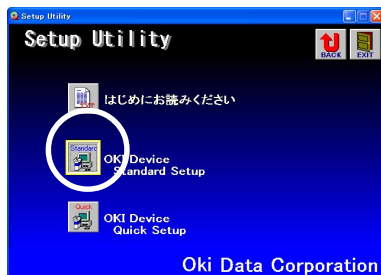 Setup Utility
Setup Utility
BACK
EXIT
はじめにお読みください
Standard
OKI Device
Standard Setup
Quick
OKI Device
Quick Setup
Oki Data Corporation